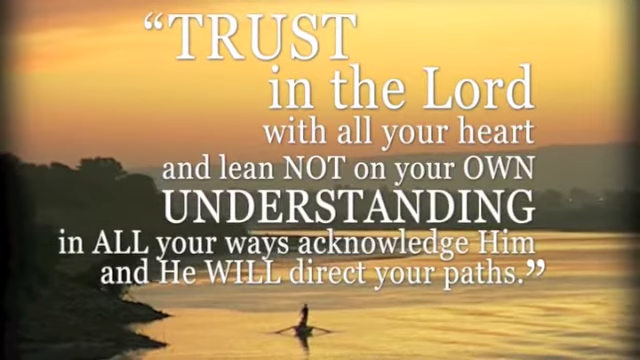 “TRUST
in the Lord
with all your heart
and lean NOT on your OWN
UNDERSTANDING
in ALL your ways acknowledge Him
and He WILL direct your paths.”